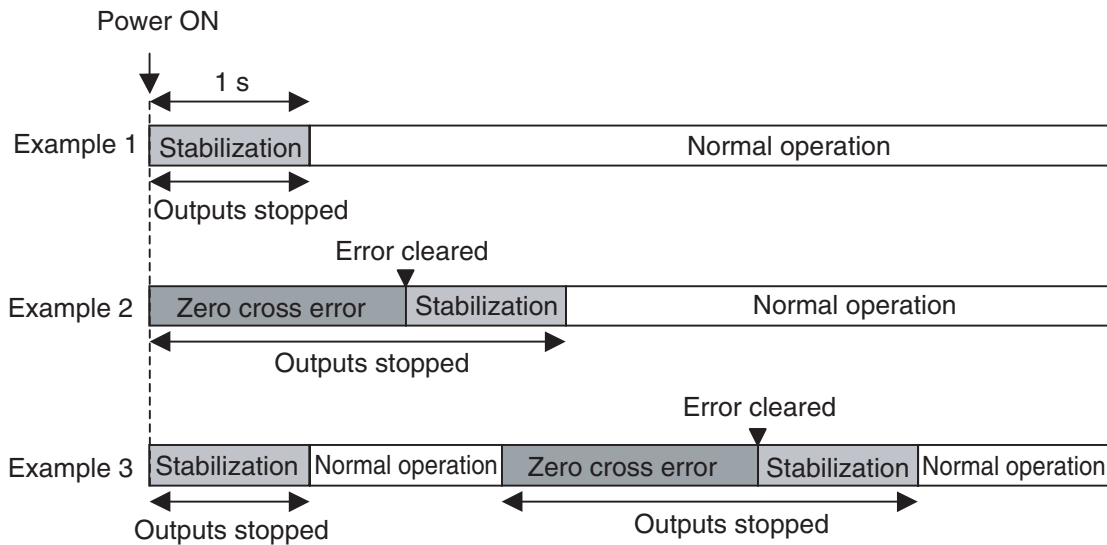 Power ON
1 s
Example 1
Stabilization
Normal operation
Outputs stopped
Error cleared
Example 2
Zero cross error
Stabilization
Normal operation
Outputs stopped
Error cleared
Example 3
Stabilization
Normal operation
Zero cross error
Stabilization
Normal operation
Outputs stopped
Outputs stopped